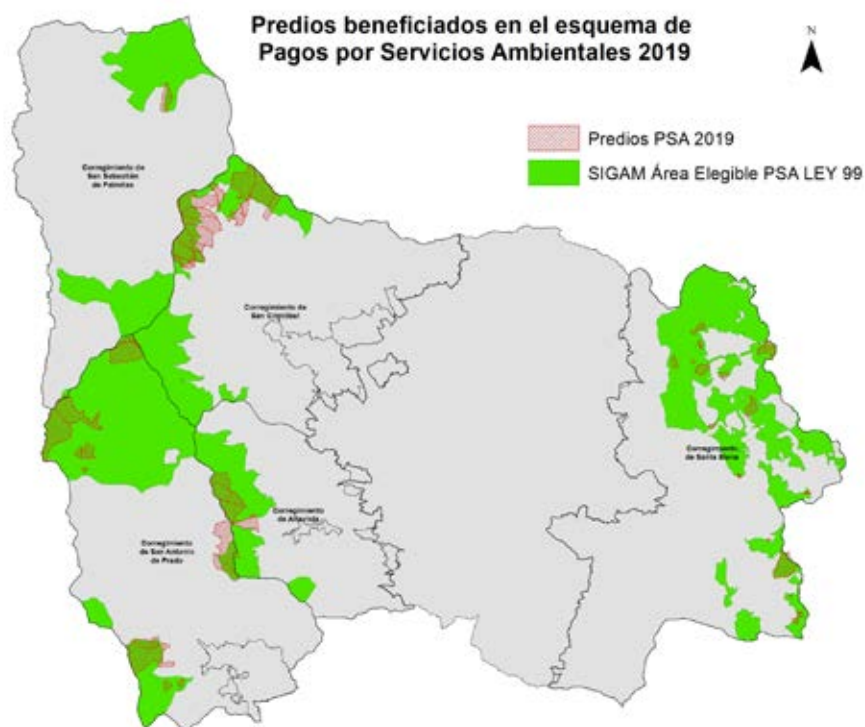 Predios beneficiados en el esquema de
Pagos por Servicios Ambientales 2019
N
Predios PSA 2019
SIGAM Área Elegible PSA LEY 99
Corregimiento de
San Sebastián
de Palmitas
Corregimiento de
San Cristóbal
Corregimiento
de Santa Elena
Corregimiento
de Altavista
Corregimiento
de San Antonio
de Prado